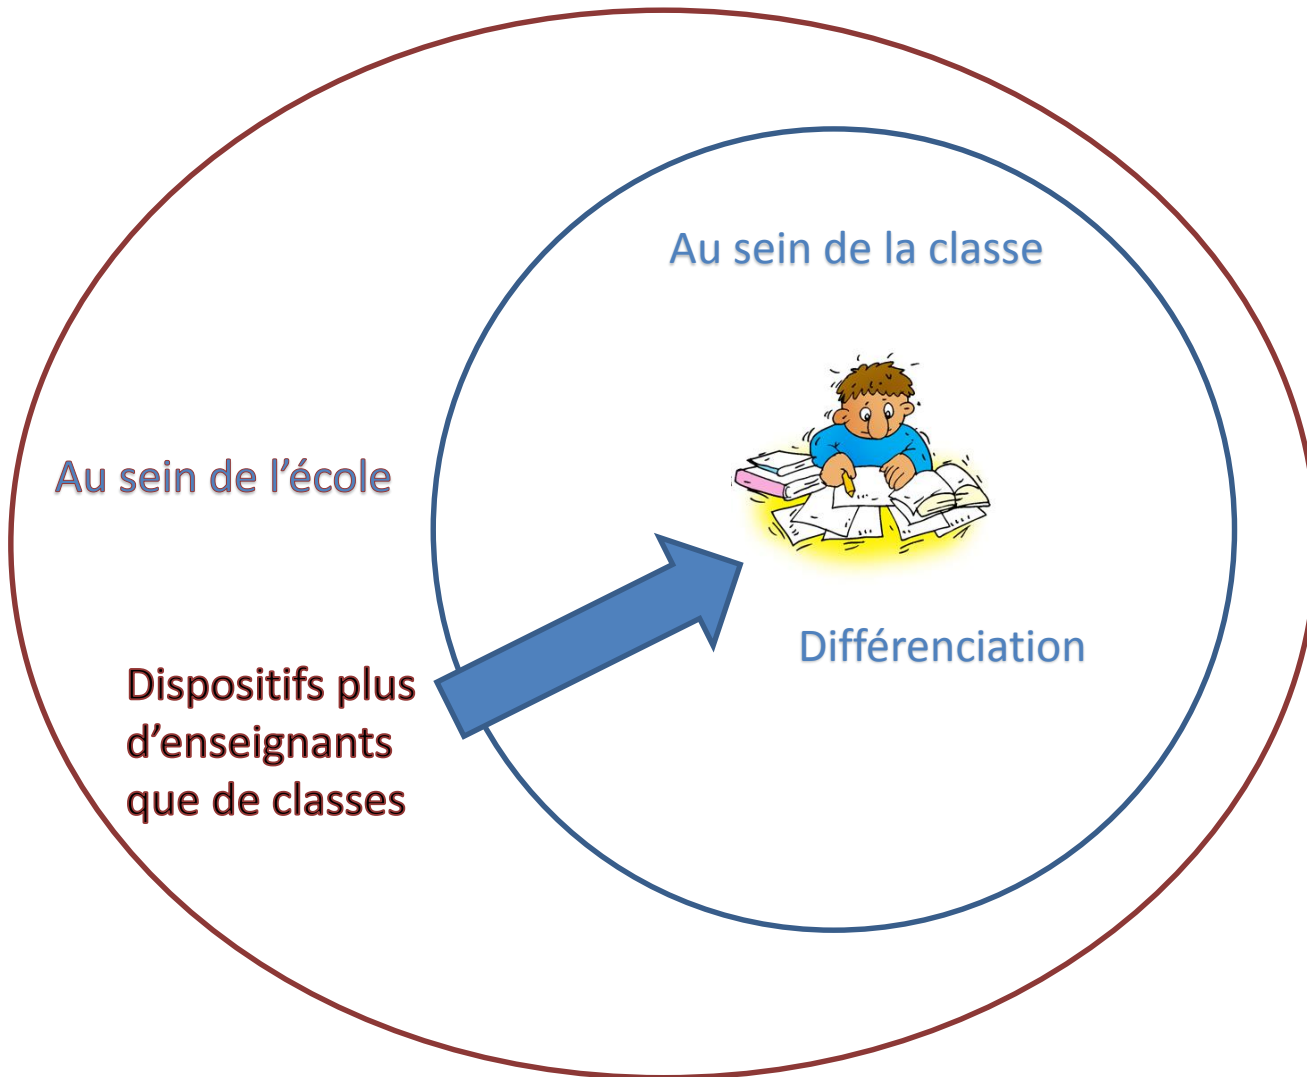 Au sein de la classe
Au sein de l’école
Différenciation
Dispositifs plus
d’enseignants
que de classes